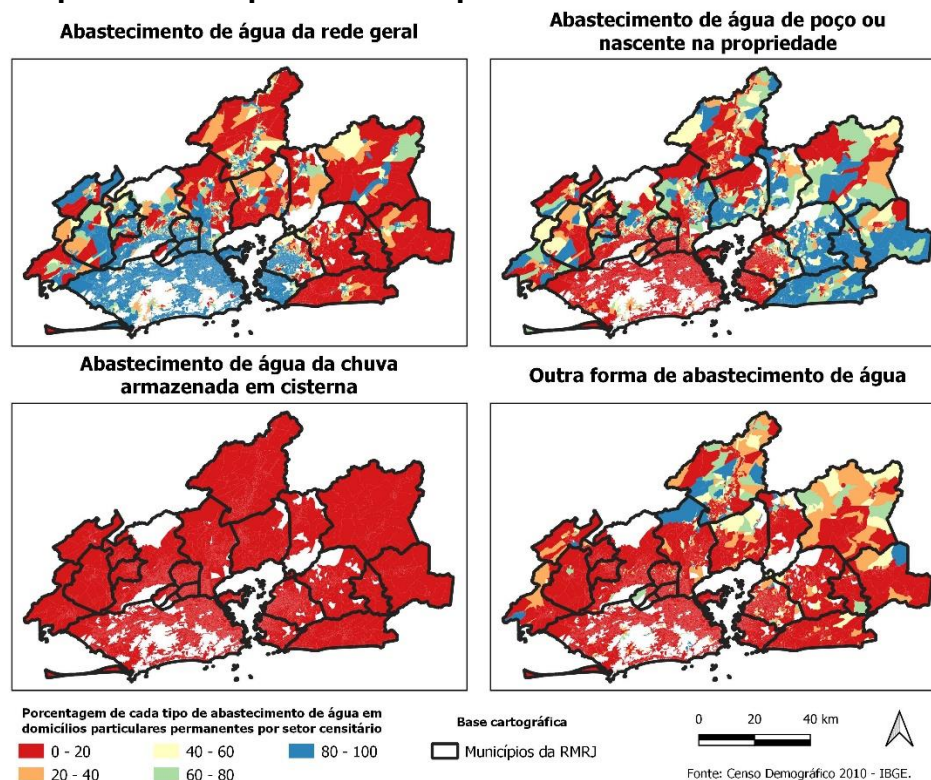 Abastecimento de água da rede geral
Abastecimento de água de poço ou
nascente na propriedade
Abastecimento de água da chuva
armazenada em cisterna
Outra forma de abastecimento de água
Porcentagem de cada tipo de abastecimento de água em
domicílios particulares permanentes por setor censitário
0 - 20
40 - 60
80 - 100
20 - 40
60 - 80
Base cartográfica
Municípios da RMRJ
0 20 40 km
Fonte: Censo Demográfico 2010 - IBGE.